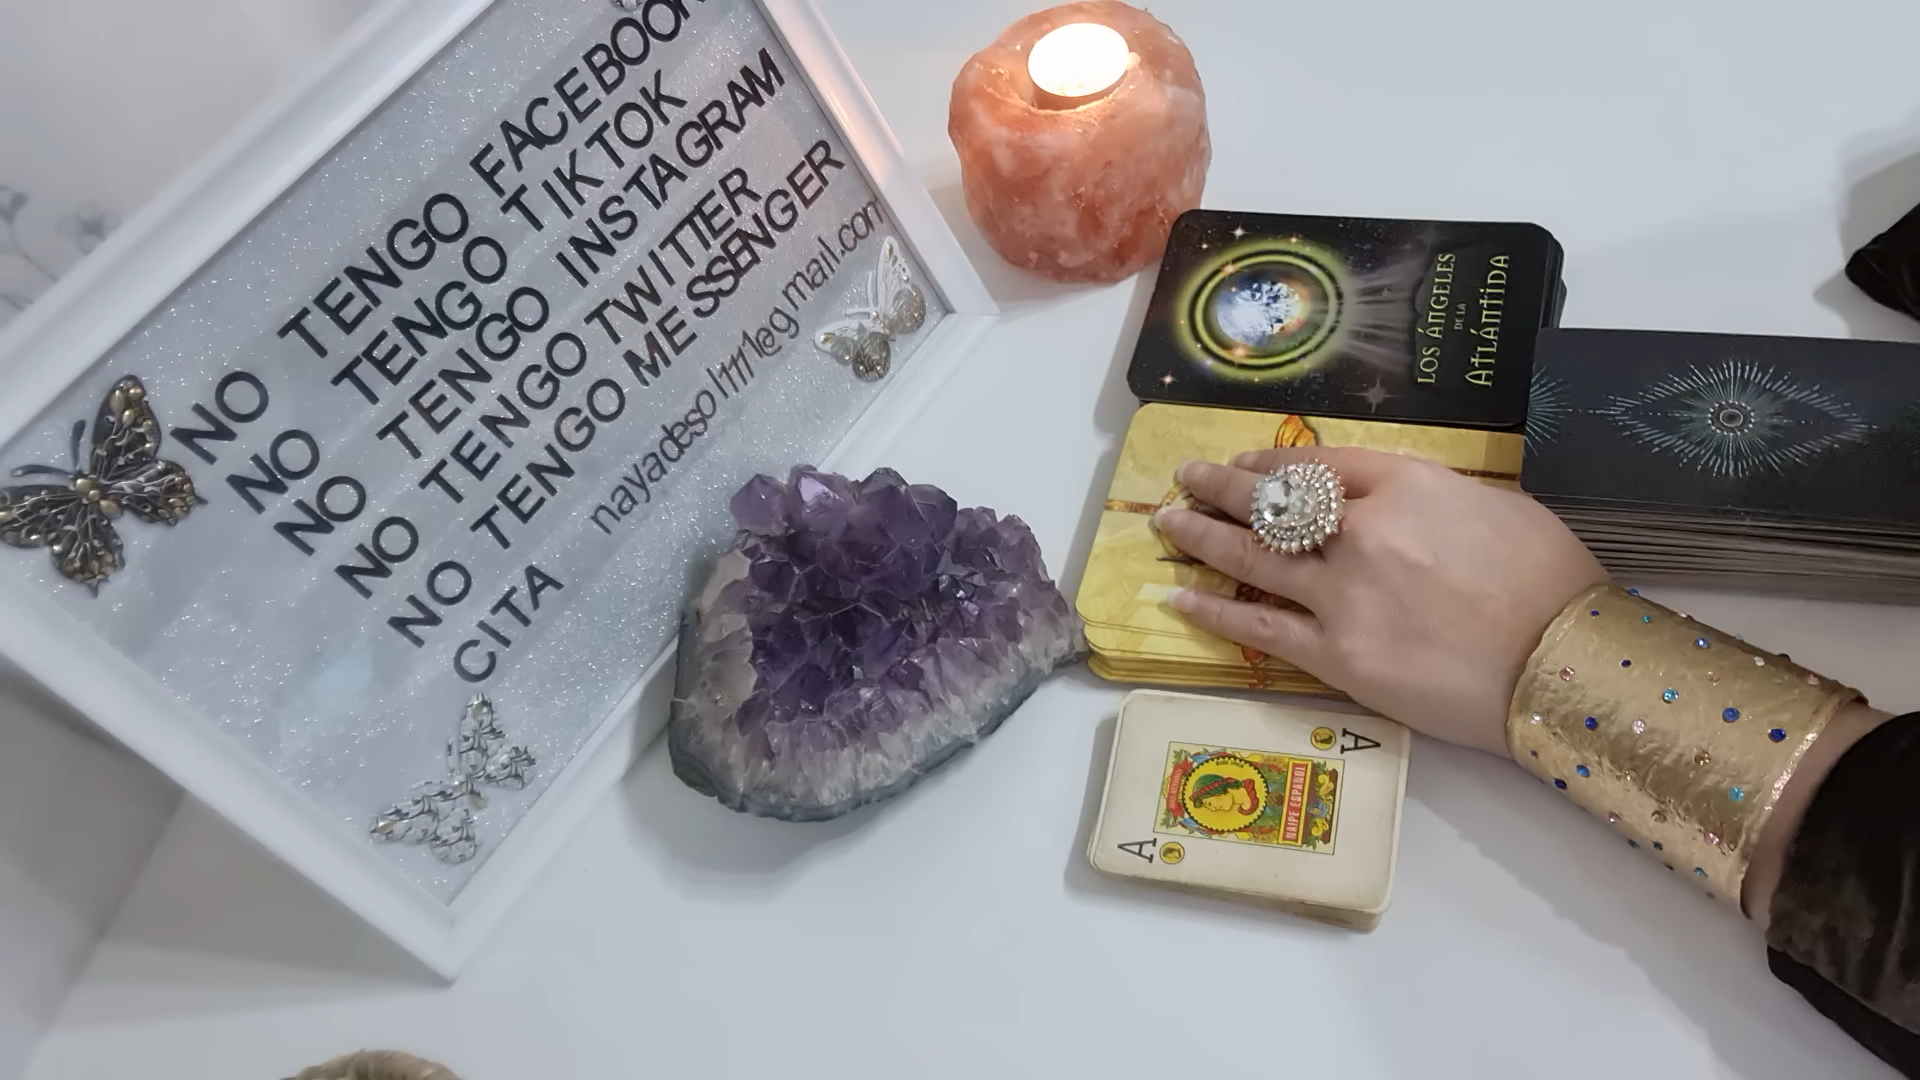 NO TENGO FACEBOOK
NO TENGO TIKTOK
NO TENGO INSTAGRAM
NO TENGO TWITTER
NO TENGO MESSENGER
CITA nayadesol1111@gmail.com
LOS ÁNGELES
DE LA
ATLÁNTIDA
A
NAIPE ESPAÑOL
A